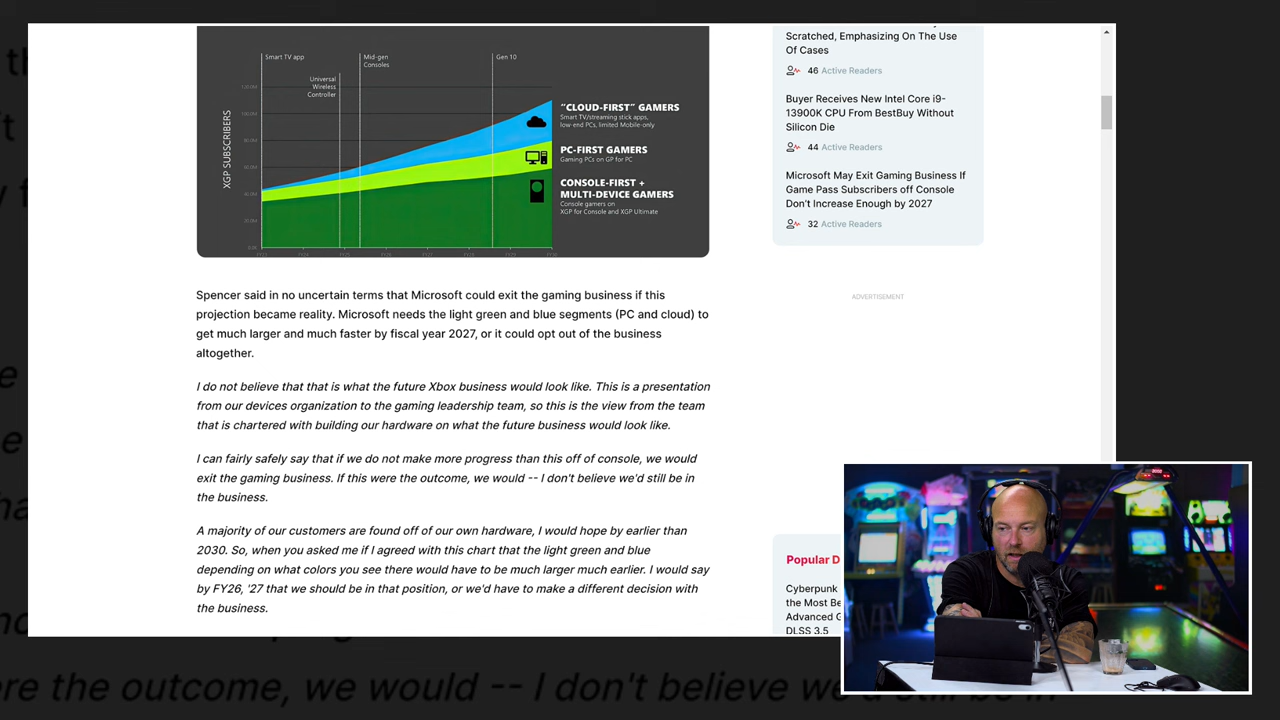 Smart TV app
Mid-gen
Consoles
Gen 10
Universal
Wireless
Controller
XGP SUBSCRIBERS
"CLOUD-FIRST" GAMERS
Smart TV/streaming stick apps,
low-end PCs, limited Mobile-only
PC-FIRST GAMERS
Gaming PCs on GP for PC
CONSOLE-FIRST +
MULTI-DEVICE GAMERS
Console gamers on
XGP for Console and XGP Ultimate
Spencer said in no uncertain terms that Microsoft could exit the gaming business if this
projection became reality. Microsoft needs the light green and blue segments (PC and cloud) to
get much larger and much faster by fiscal year 2027, or it could opt out of the business
altogether.
I do not believe that that is what the future Xbox business would look like. This is a presentation
from our devices organization to the gaming leadership team, so this is the view from the team
that is chartered with building our hardware on what the future business would look like.
I can fairly safely say that if we do not make more progress than this off of console, we would
exit the gaming business. If this were the outcome, we would -- I don't believe we'd still be in
the business.
A majority of our customers are found off of our own hardware, I would hope by earlier than
2030. So, when you asked me if I agreed with this chart that the light green and blue
depending on what colors you see there would have to be much larger much earlier. I would say
by FY26, '27 that we should be in that position, or we'd have to make a different decision with
the business.
Scratched, Emphasizing On The Use
Of Cases
46 Active Readers
Buyer Receives New Intel Core i9-
13900K CPU From BestBuy Without
Silicon Die
44 Active Readers
Microsoft May Exit Gaming Business If
Game Pass Subscribers off Console
Don't Increase Enough by 2027
32 Active Readers
ADVERTISEMENT
Popular D
Cyberpunk
the Most Be
Advanced G
DLSS 3.5
ere the outcome, we would -- I don't believe we'd still be in